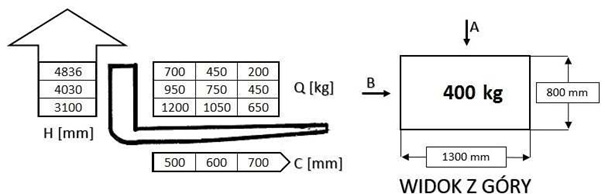 4836
4030
3100
H [mm]
700 450 200
950 750 450
1200 1050 650
Q [kg]
500 600 700 C [mm]
A
B
400 kg
800 mm
1300 mm
WIDOK Z GÓRY